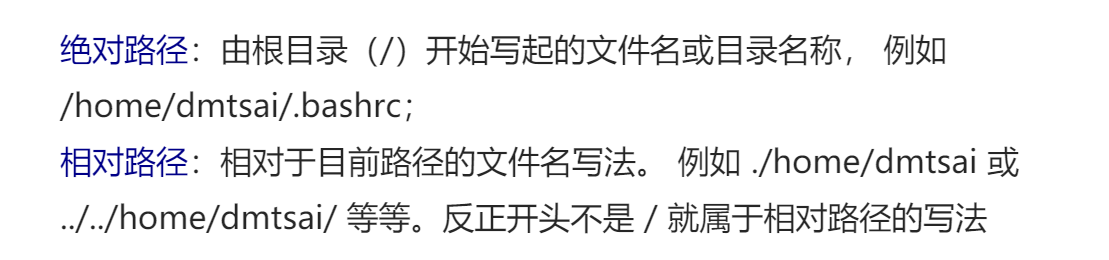 绝对路径：由根目录（/）开始写起的文件名或目录名称， 例如
/home/dmtsai/.bashrc；
相对路径：相对于目前路径的文件名写法。 例如 ./home/dmtsai 或
../../home/dmtsai/ 等等。反正开头不是 / 就属于相对路径的写法